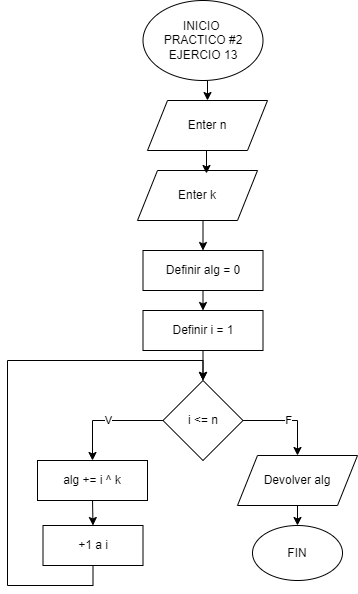 INICIO
PRACTICO #2
EJERCIO 13
Enter n
Enter k
Definir alg = 0
Definir i = 1
i <= n
V
F
alg += i ^ k
Devolver alg
+1 a i
FIN